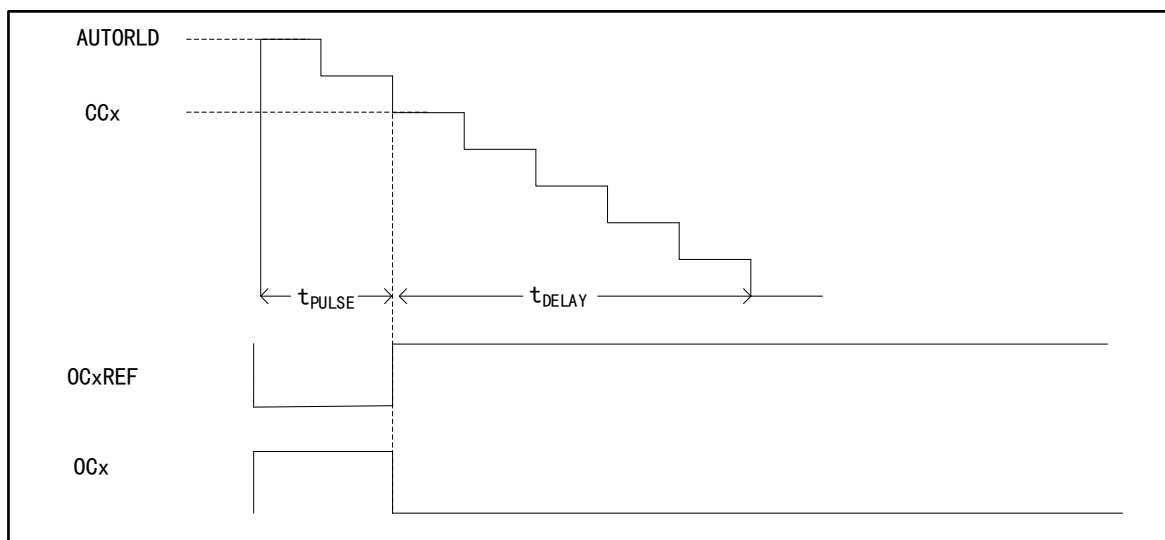 AUTORLD
CCx
tPULSE
tDELAY
OCxREF
OCx